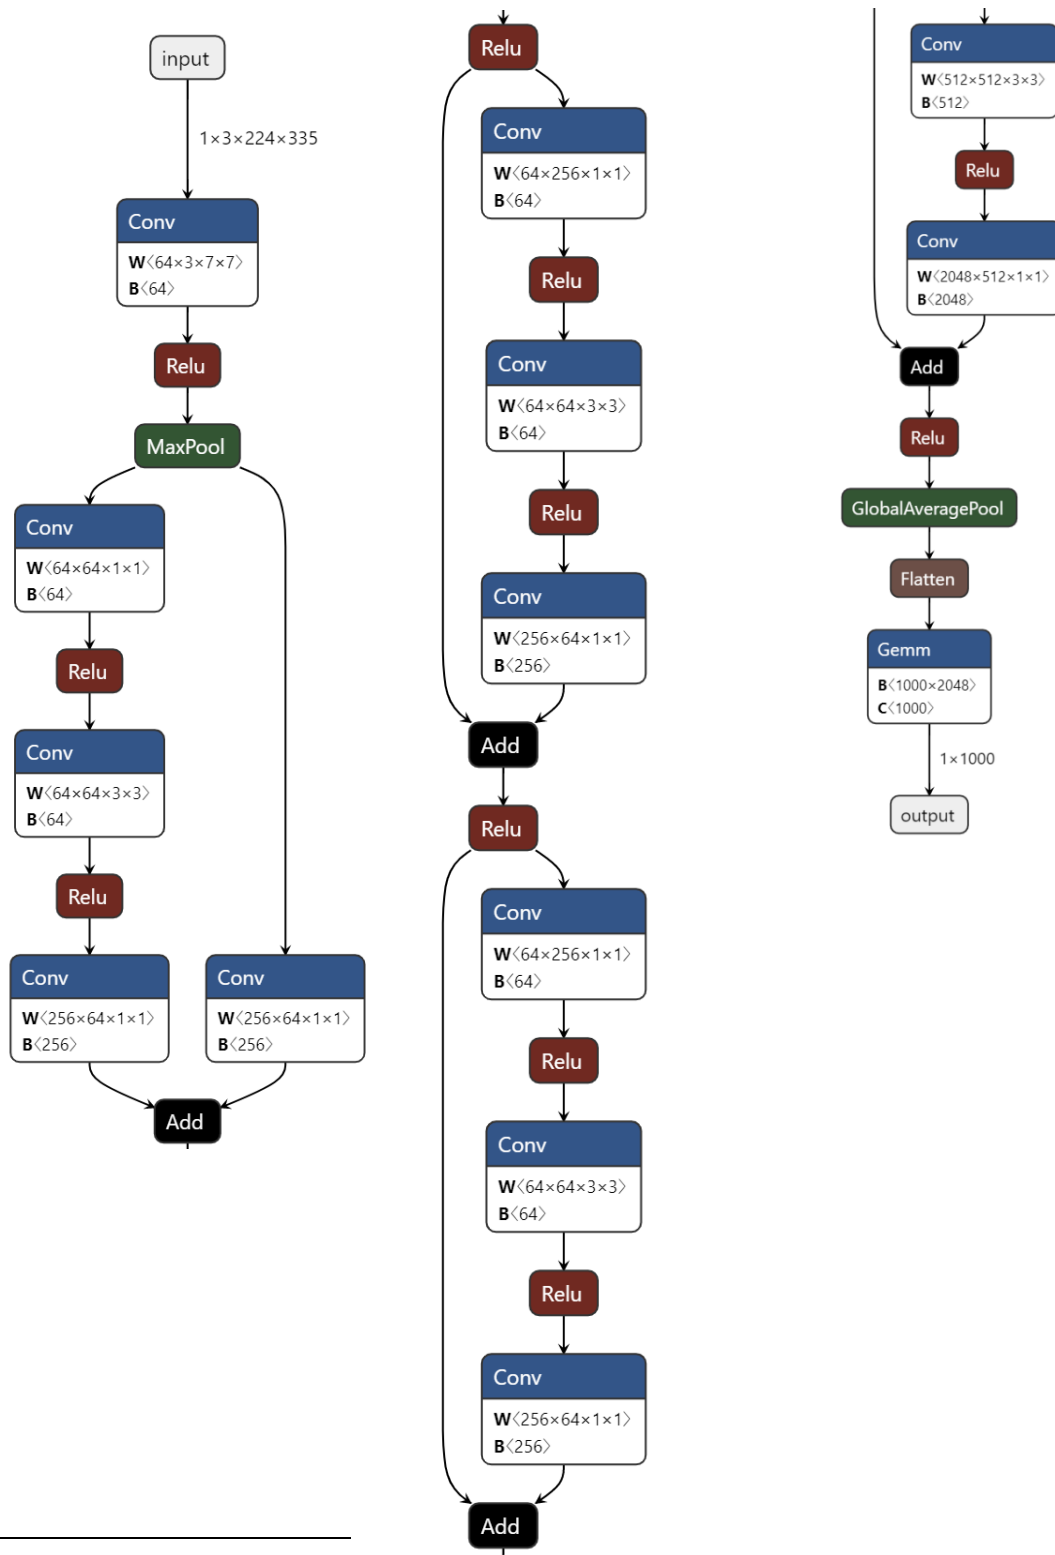 input
1×3×224×335
Conv
W〈64×3×7×7〉
B〈64〉
Relu
MaxPool
Conv
W〈64×64×1×1〉
B〈64〉
Relu
Conv
W〈64×64×3×3〉
B〈64〉
Relu
Conv
W〈256×64×1×1〉
B〈256〉
Conv
W〈256×64×1×1〉
B〈256〉
Add
Relu
Conv
W〈64×256×1×1〉
B〈64〉
Relu
Conv
W〈64×64×3×3〉
B〈64〉
Relu
Conv
W〈256×64×1×1〉
B〈256〉
Add
Relu
Conv
W〈64×256×1×1〉
B〈64〉
Relu
Conv
W〈64×64×3×3〉
B〈64〉
Relu
Conv
W〈256×64×1×1〉
B〈256〉
Add
Conv
W〈512×512×3×3〉
B〈512〉
Relu
Conv
W〈2048×512×1×1〉
B〈2048〉
Add
Relu
GlobalAveragePool
Flatten
Gemm
B〈1000×2048〉
C〈1000〉
1×1000
output